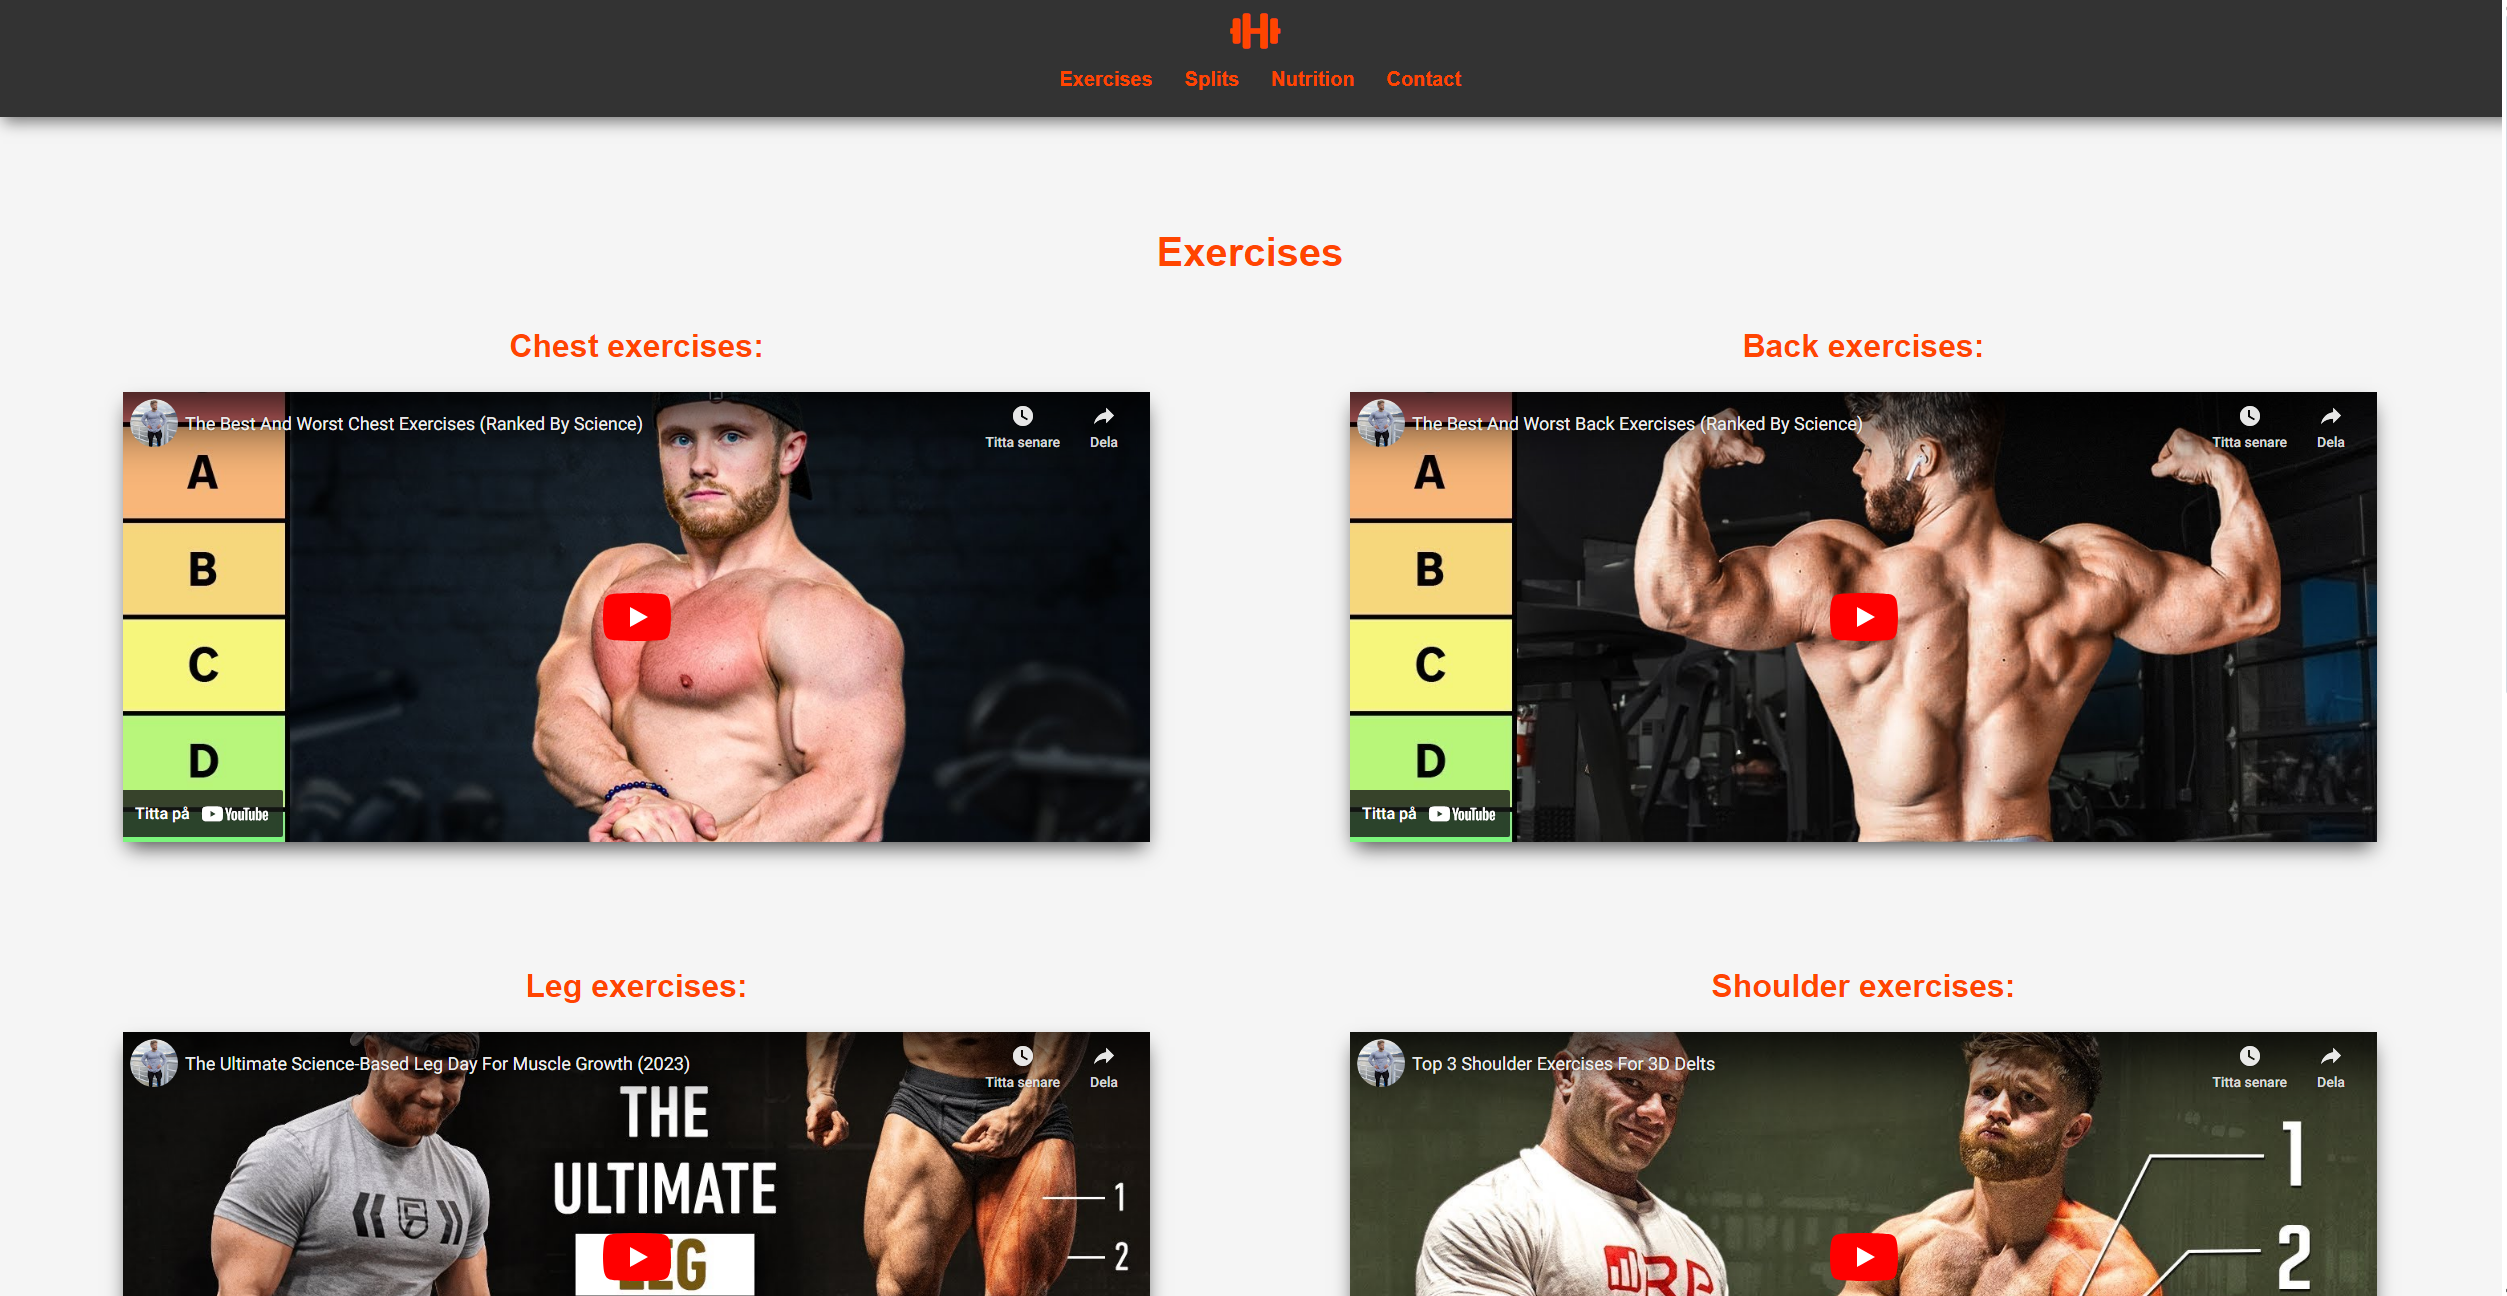 Exercises Splits Nutrition Contact
Exercises
Chest exercises:
Back exercises:
The Best And Worst Chest Exercises (Ranked By Science)
Titta senare
Dela
A
B
C
D
Titta på YouTube
The Best And Worst Back Exercises (Ranked By Science)
Titta senare
Dela
A
B
C
D
Titta på YouTube
Leg exercises:
Shoulder exercises:
The Ultimate Science-Based Leg Day For Muscle Growth (2023)
Titta senare
Dela
THE
ULTIMATE
1
2
Top 3 Shoulder Exercises For 3D Delts
Titta senare
Dela
RP
1
2